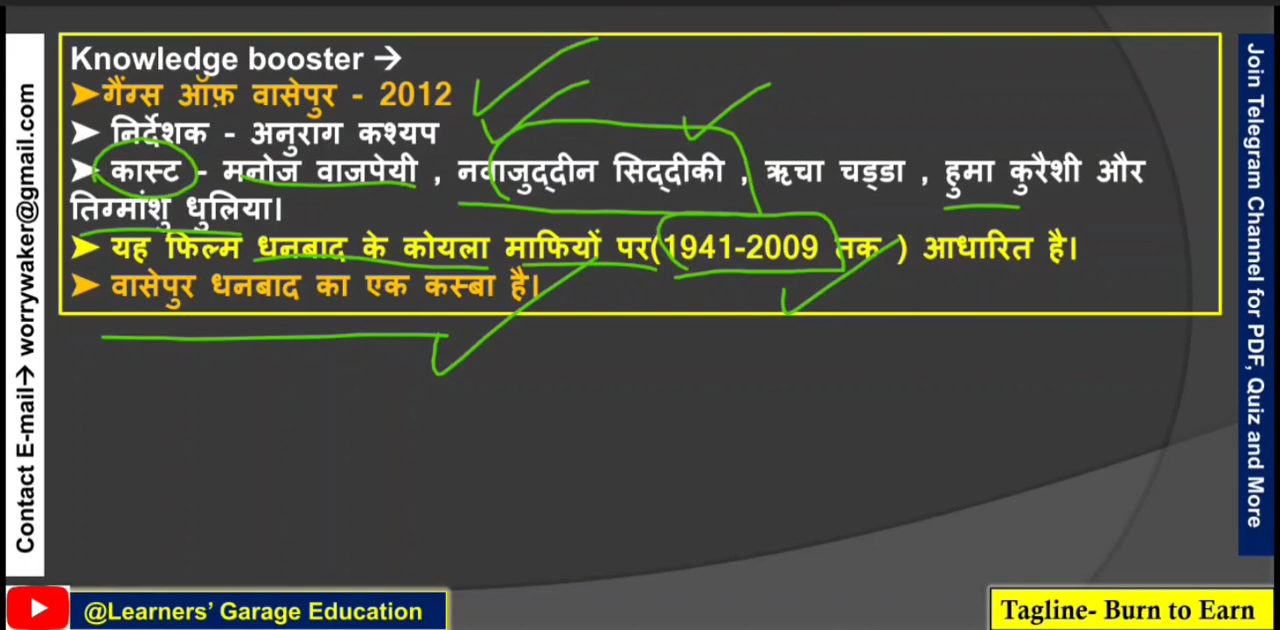 Knowledge booster →
➤गैंग्स ऑफ़ वासेपुर - 2012
➤ निर्देशक - अनुराग कश्यप
➤ कास्ट - मनोज वाजपेयी , नवाजुद्दीन सिद्दीकी , ऋचा चड्डा , हुमा कुरैशी और
तिग्मांशु धुलिया।
➤ यह फिल्म धनबाद के कोयला माफियों पर(1941-2009 तक ) आधारित है।
➤ वासेपुर धनबाद का एक कस्बा है।
Contact E-mail→ worrywaker@gmail.com
Join Telegram Channel for PDF, Quiz and More
@Learners’ Garage Education
Tagline- Burn to Earn